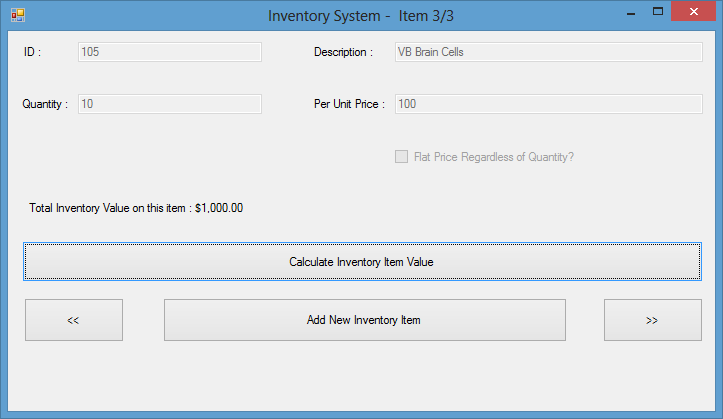 Inventory System - Item 3/3
ID : 105 Description : VB Brain Cells
Quantity : 10 Per Unit Price : 100
Flat Price Regardless of Quantity?
Total Inventory Value on this item : $1,000.00
Calculate Inventory Item Value
<< Add New Inventory Item >>